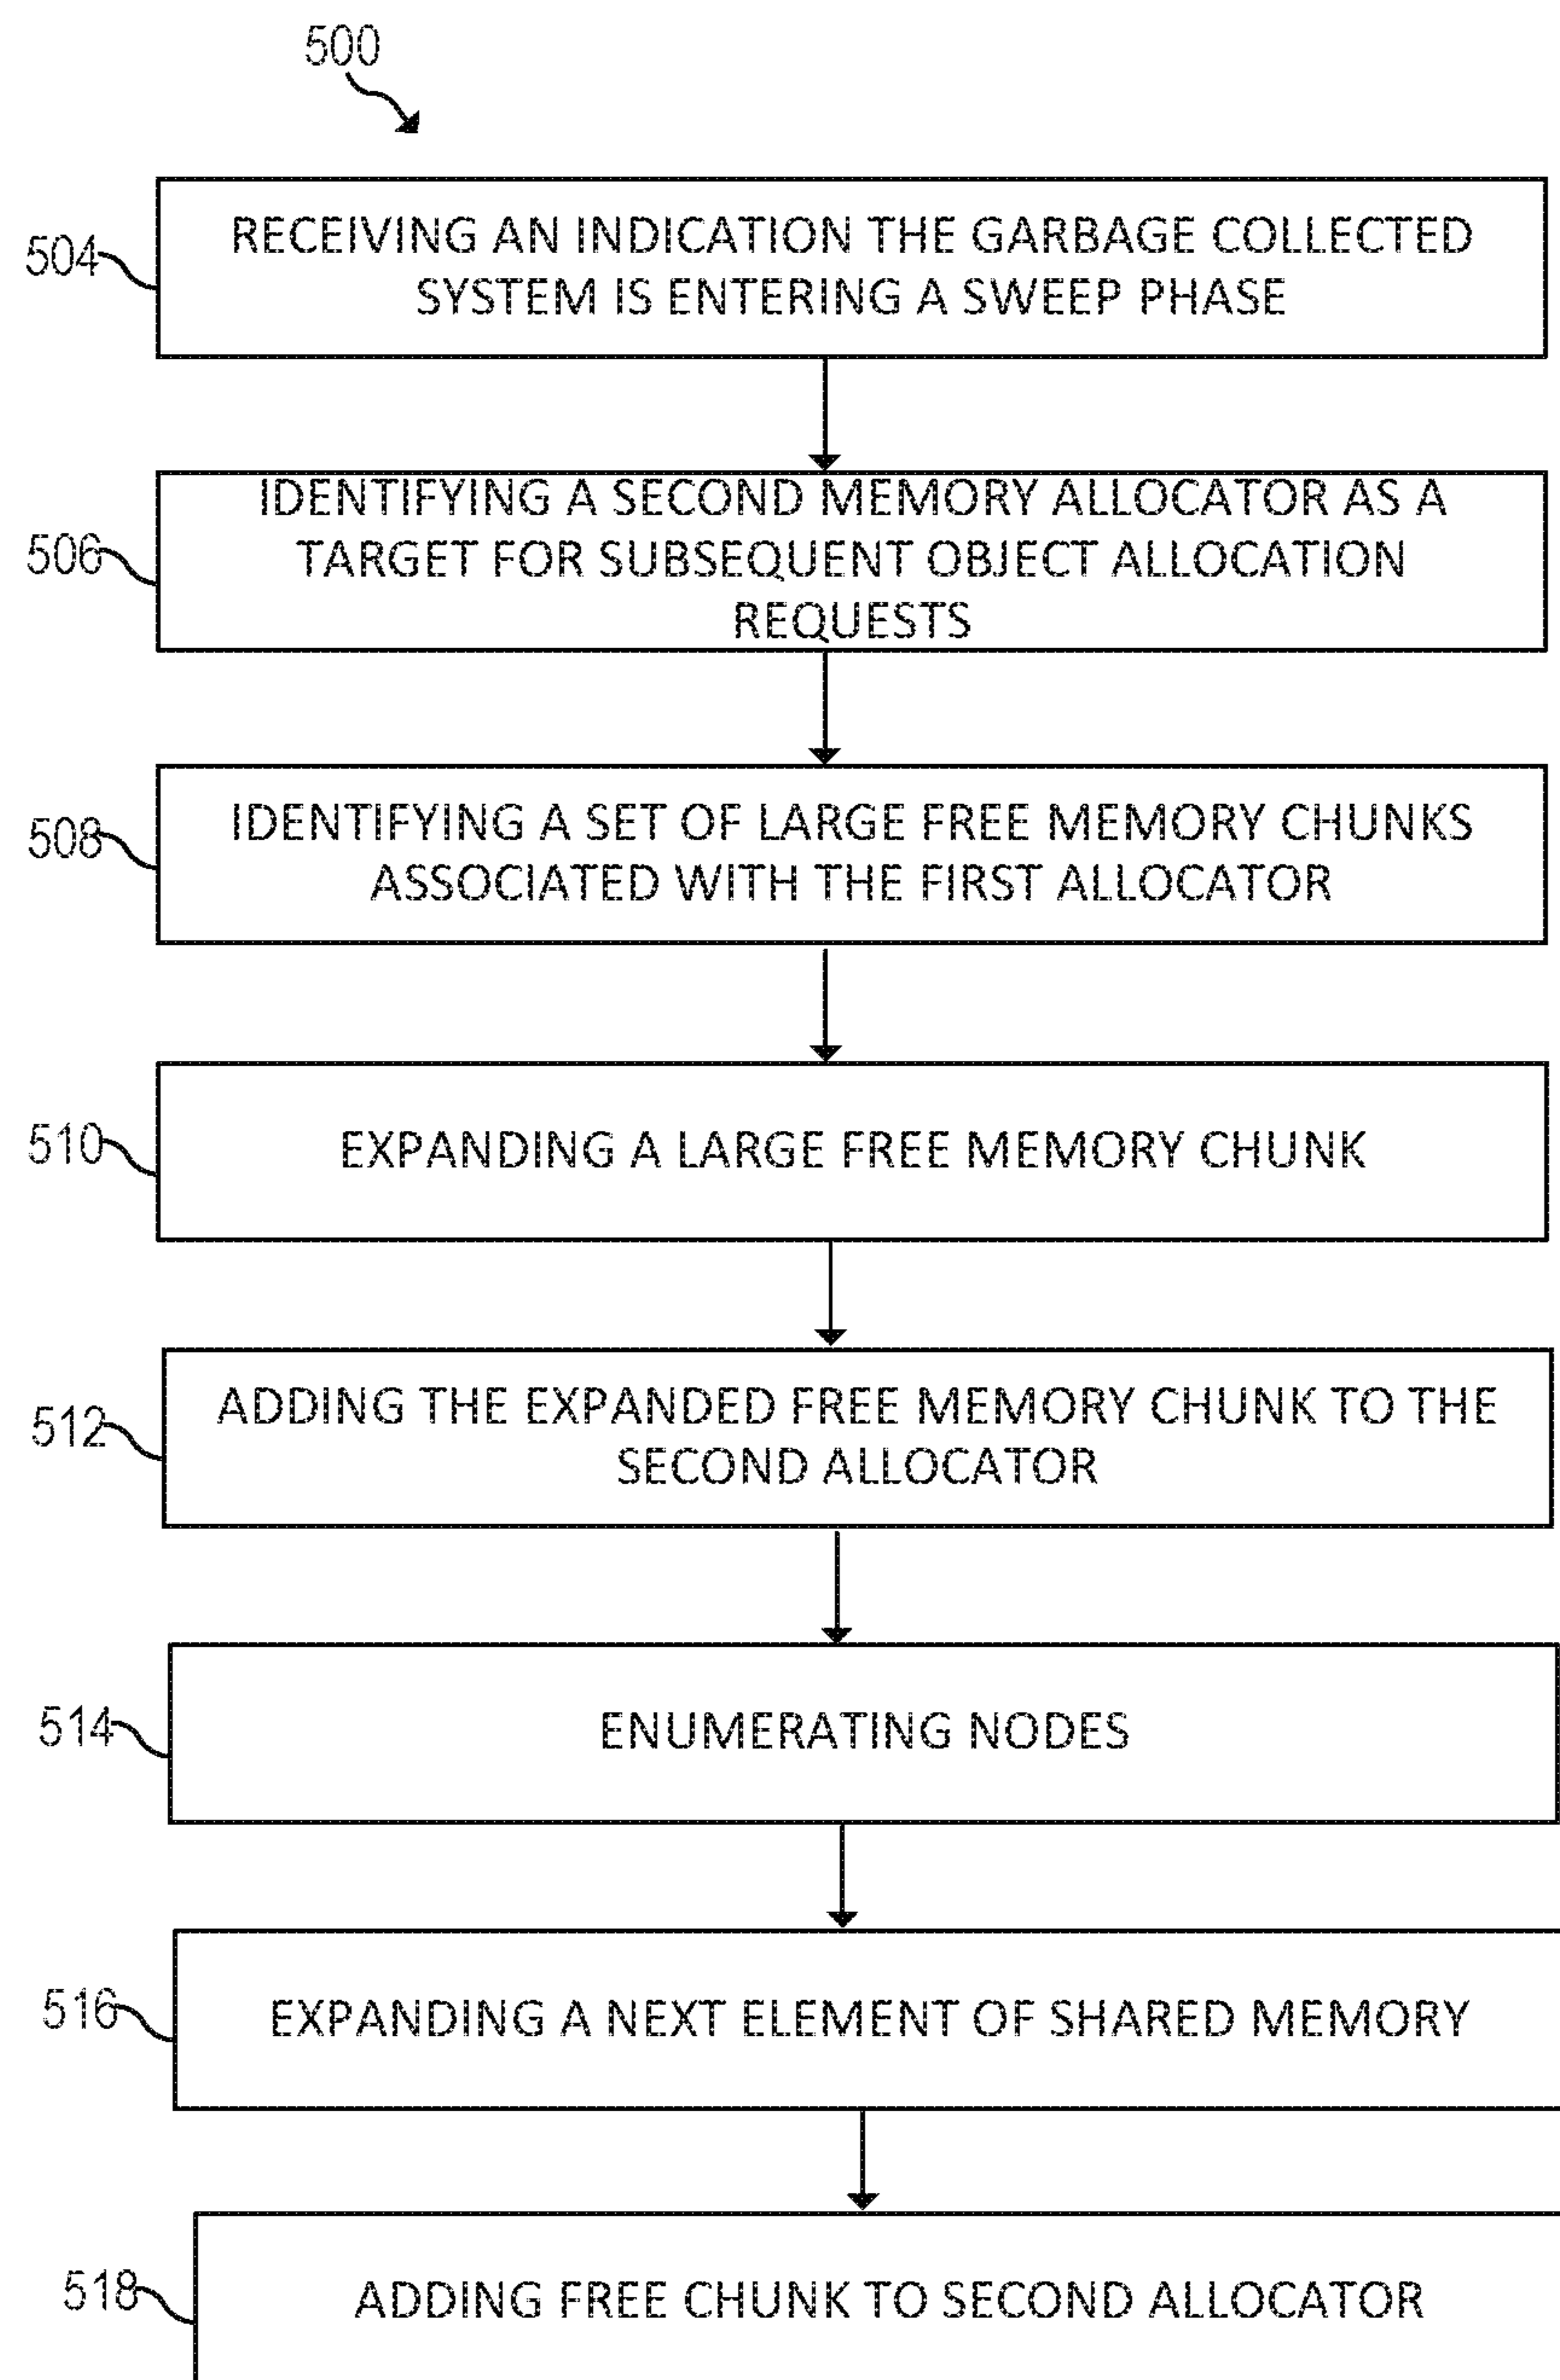 500
504
RECEIVING AN INDICATION THE GARBAGE COLLECTED
SYSTEM IS ENTERING A SWEEP PHASE
506
IDENTIFYING A SECOND MEMORY ALLOCATOR AS A
TARGET FOR SUBSEQUENT OBJECT ALLOCATION
REQUESTS
508
IDENTIFYING A SET OF LARGE FREE MEMORY CHUNKS
ASSOCIATED WITH THE FIRST ALLOCATOR
510
EXPANDING A LARGE FREE MEMORY CHUNK
512
ADDING THE EXPANDED FREE MEMORY CHUNK TO THE
SECOND ALLOCATOR
514
ENUMERATING NODES
516
EXPANDING A NEXT ELEMENT OF SHARED MEMORY
518
ADDING FREE CHUNK TO SECOND ALLOCATOR